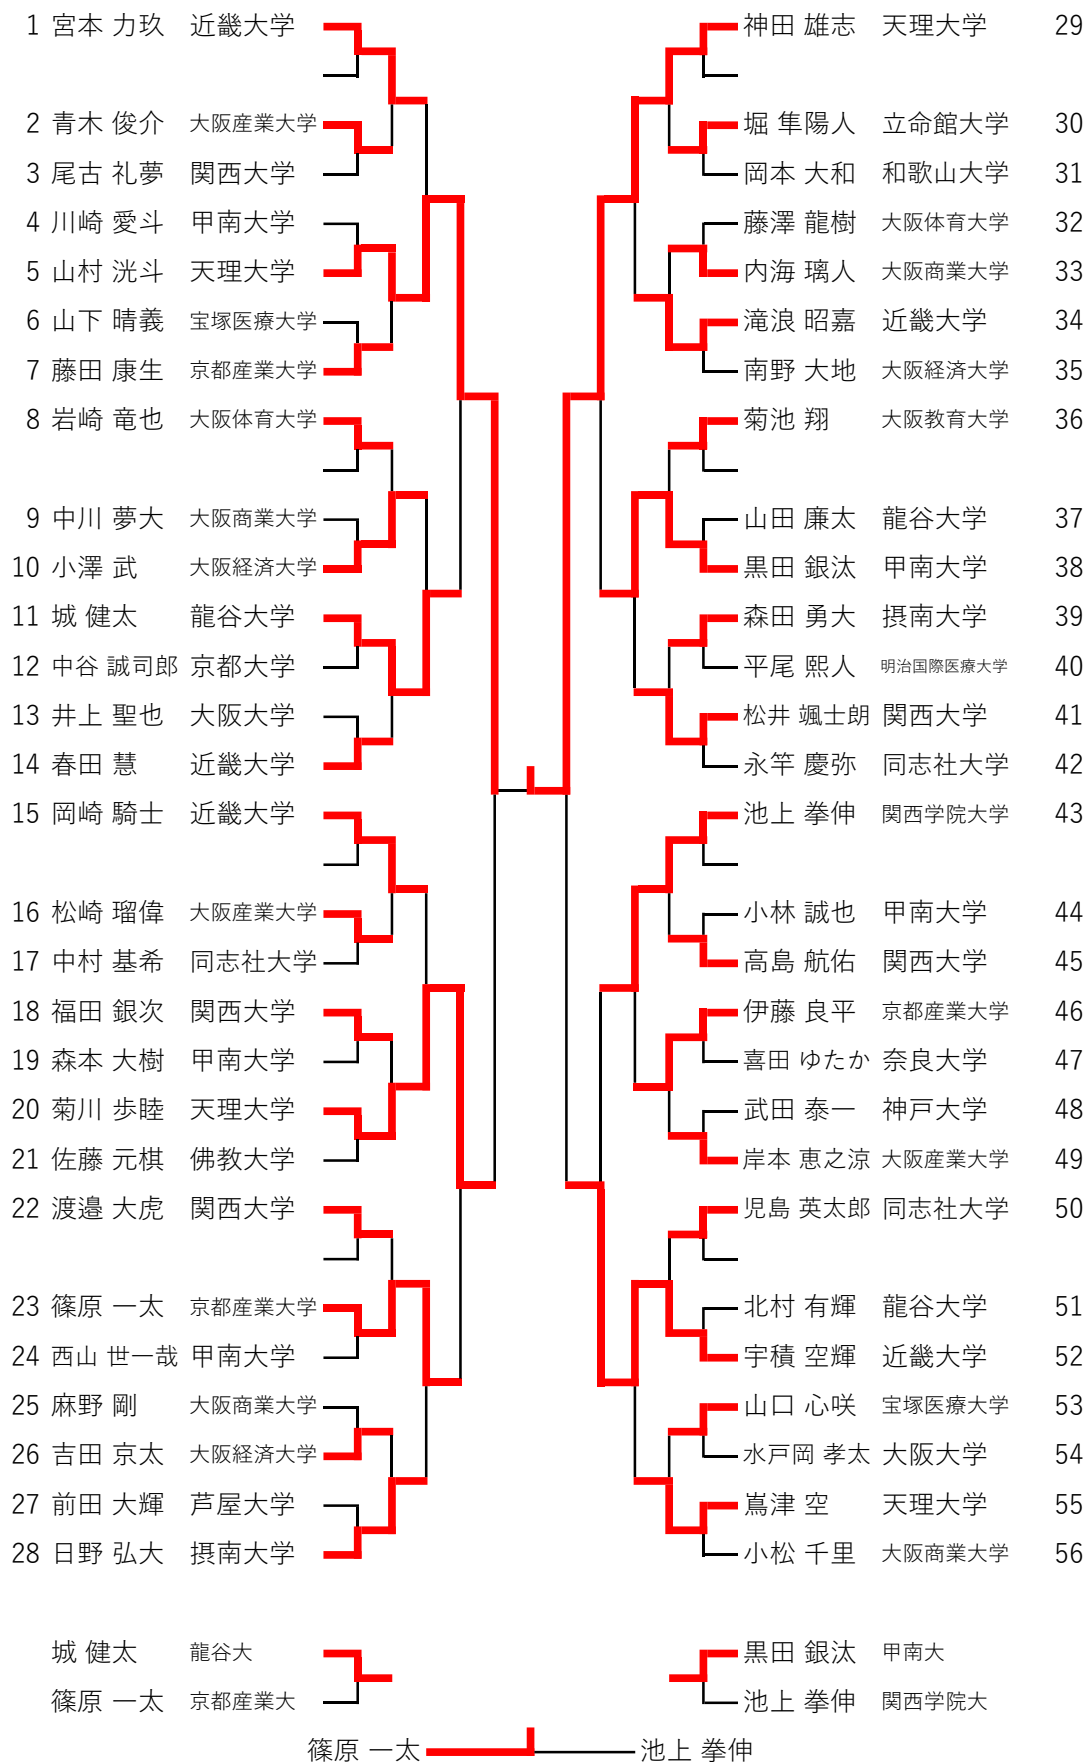 1 宮本 力玖 近畿大学
2 青木 俊介 大阪産業大学
3 尾古 礼夢 関西大学
4 川崎 愛斗 甲南大学
5 山村 洸斗 天理大学
6 山下 晴義 宝塚医療大学
7 藤田 康生 京都産業大学
8 岩崎 竜也 大阪体育大学
9 中川 夢大 大阪商業大学
10 小澤 武 大阪経済大学
11 城 健太 龍谷大学
12 中谷 誠司郎 京都大学
13 井上 聖也 大阪大学
14 春田 慧 近畿大学
15 岡崎 騎士 近畿大学
16 松崎 瑠偉 大阪産業大学
17 中村 基希 同志社大学
18 福田 銀次 関西大学
19 森本 大樹 甲南大学
20 菊川 歩睦 天理大学
21 佐藤 元棋 佛教大学
22 渡邉 大虎 関西大学
23 篠原 一太 京都産業大学
24 西山 世一哉 甲南大学
25 麻野 剛 大阪商業大学
26 吉田 京太 大阪経済大学
27 前田 大輝 芦屋大学
28 日野 弘大 摂南大学
神田 雄志 天理大学 29
堀 隼陽人 立命館大学 30
岡本 大和 和歌山大学 31
藤澤 龍樹 大阪体育大学 32
内海 璃人 大阪商業大学 33
滝浪 昭嘉 近畿大学 34
南野 大地 大阪経済大学 35
菊池 翔 大阪教育大学 36
山田 廉太 龍谷大学 37
黒田 銀汰 甲南大学 38
森田 勇大 摂南大学 39
平尾 熙人 明治国際医療大学 40
松井 颯士朗 関西大学 41
永竿 慶弥 同志社大学 42
池上 拳伸 関西学院大学 43
小林 誠也 甲南大学 44
高島 航佑 関西大学 45
伊藤 良平 京都産業大学 46
喜田 ゆたか 奈良大学 47
武田 泰一 神戸大学 48
岸本 恵之涼 大阪産業大学 49
児島 英太郎 同志社大学 50
北村 有輝 龍谷大学 51
宇積 空輝 近畿大学 52
山口 心咲 宝塚医療大学 53
水戸岡 孝太 大阪大学 54
嶌津 空 天理大学 55
小松 千里 大阪商業大学 56
城 健太 龍谷大
篠原 一太 京都産業大
黒田 銀汰 甲南大
池上 拳伸 関西学院大
篠原 一太 池上 拳伸